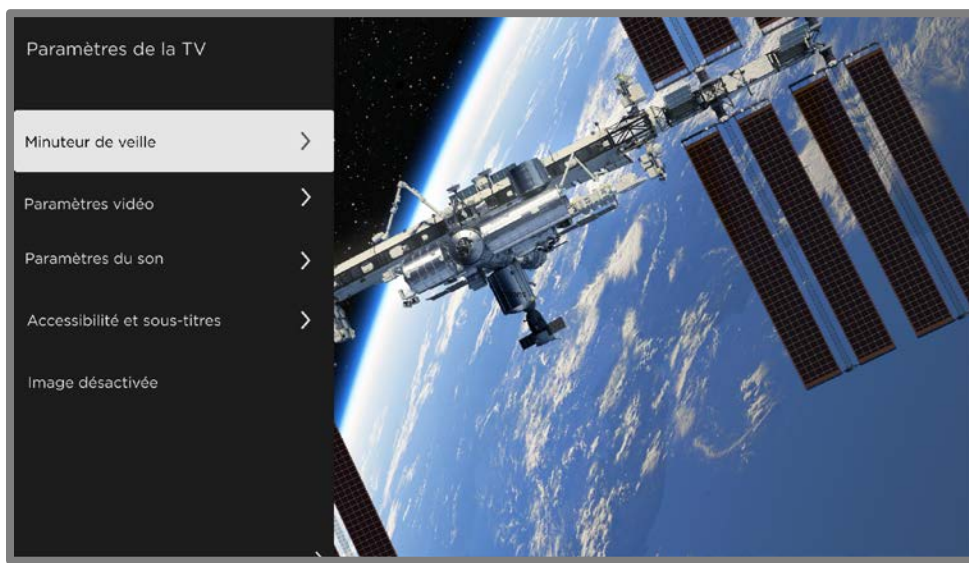 Paramètres de la TV
Minuteur de veille
Paramètres vidéo
Paramètres du son
Accessibilité et sous-titres
Image désactivée